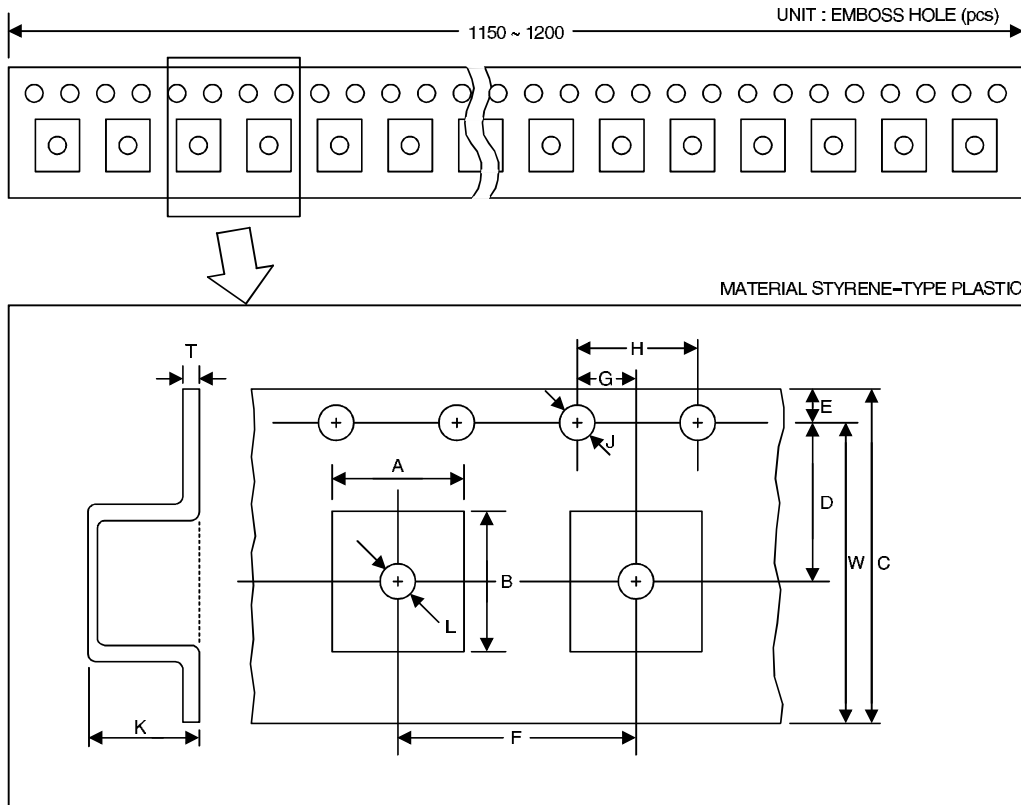 UNIT : EMBOSS HOLE (pcs)
1150 ~ 1200
MATERIAL STYRENE-TYPE PLASTIC
T
H
G
E
J
A
D
W
C
B
L
K
F